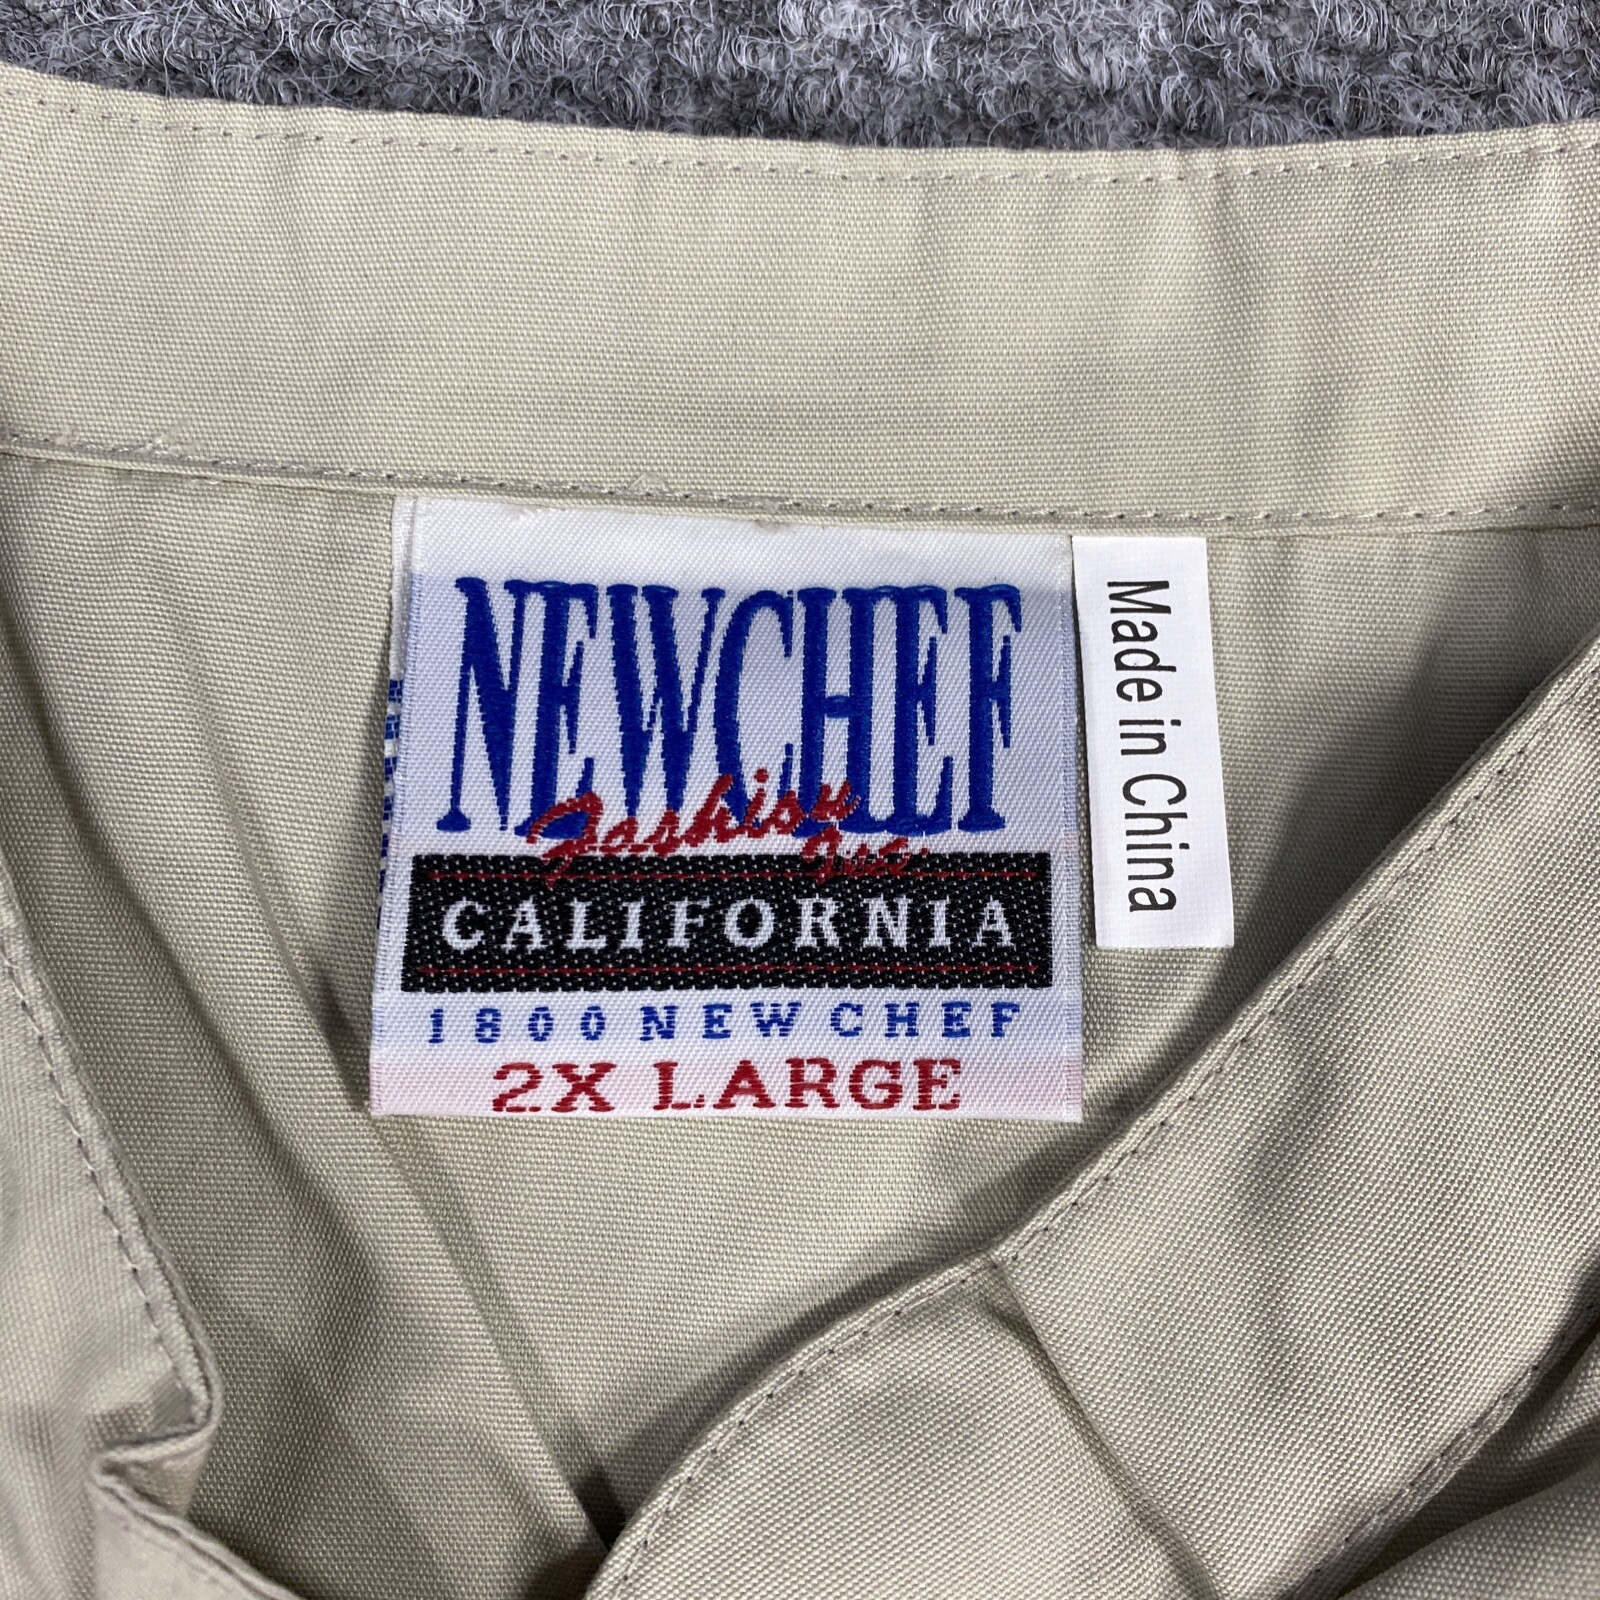 NEWCHEF
Fashion
Inc.
CALIFORNIA
1800NEWCHEF
2X LARGE
Made in China